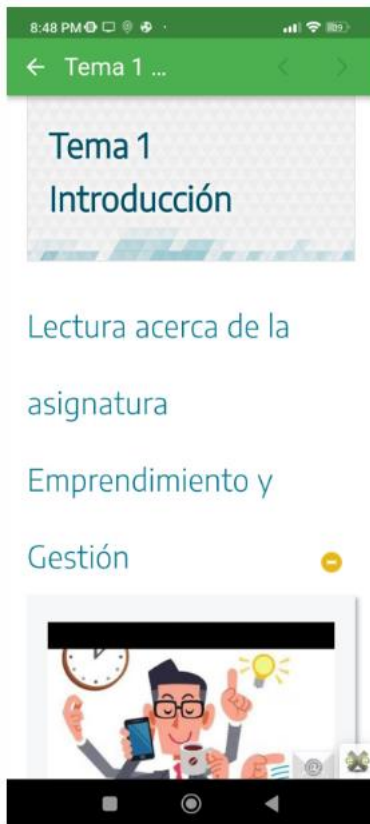 8:48 PM
Tema 1 ...
Tema 1
Introducción
Lectura acerca de la
asignatura
Emprendimiento y
Gestión